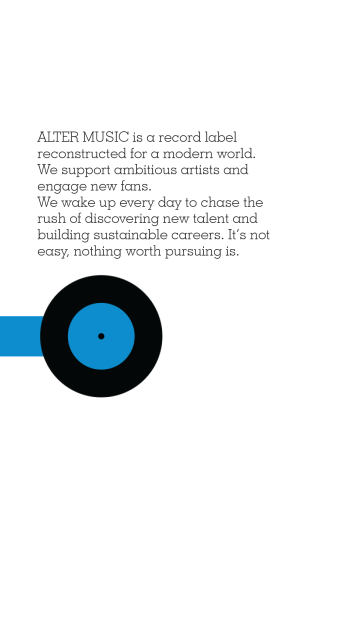 ALTER MUSIC is a record label
reconstructed for a modern world.
We support ambitious artists and
engage new fans.
We wake up every day to chase the
rush of discovering new talent and
building sustainable careers. It's not
easy, nothing worth pursuing is.